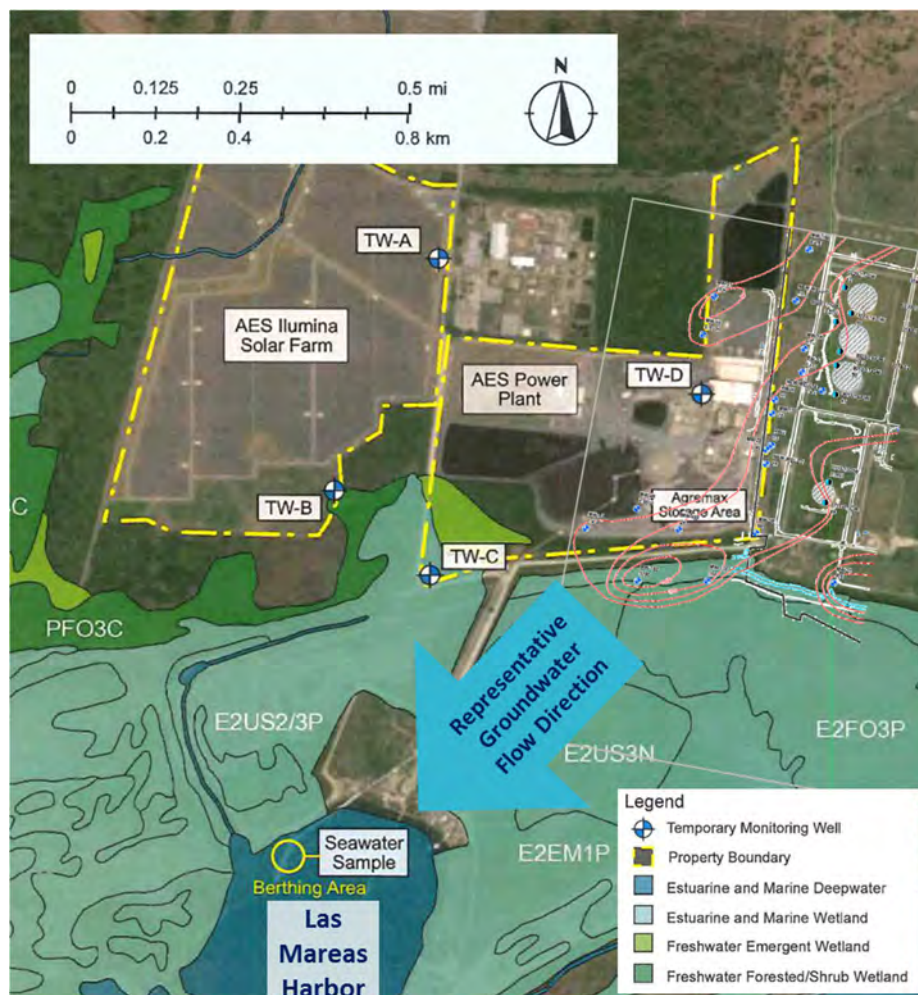 0 0.125 0.25 0.5 mi
0 0.2 0.4 0.8 km
N
TW-A
AES Ilumina
Solar Farm
AES Power
Plant
TW-D
TW-B
Agremax
Storage Area
TW-C
PFO3C
Representative
Groundwater
Flow Direction
E2US2/3P
E2US3N
E2FO3P
E2EM1P
Seawater
Sample
Berthing Area
Las
Mareas
Harbor
Legend
Temporary Monitoring Well
Property Boundary
Estuarine and Marine Deepwater
Estuarine and Marine Wetland
Freshwater Emergent Wetland
Freshwater Forested/Shrub Wetland